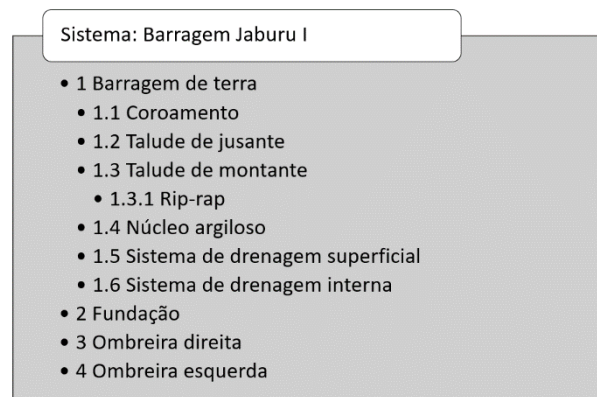 Sistema: Barragem Jaburu I
• 1 Barragem de terra
• 1.1 Coroamento
• 1.2 Talude de jusante
• 1.3 Talude de montante
• 1.3.1 Rip-rap
• 1.4 Núcleo argiloso
• 1.5 Sistema de drenagem superficial
• 1.6 Sistema de drenagem interna
• 2 Fundação
• 3 Ombreira direita
• 4 Ombreira esquerda